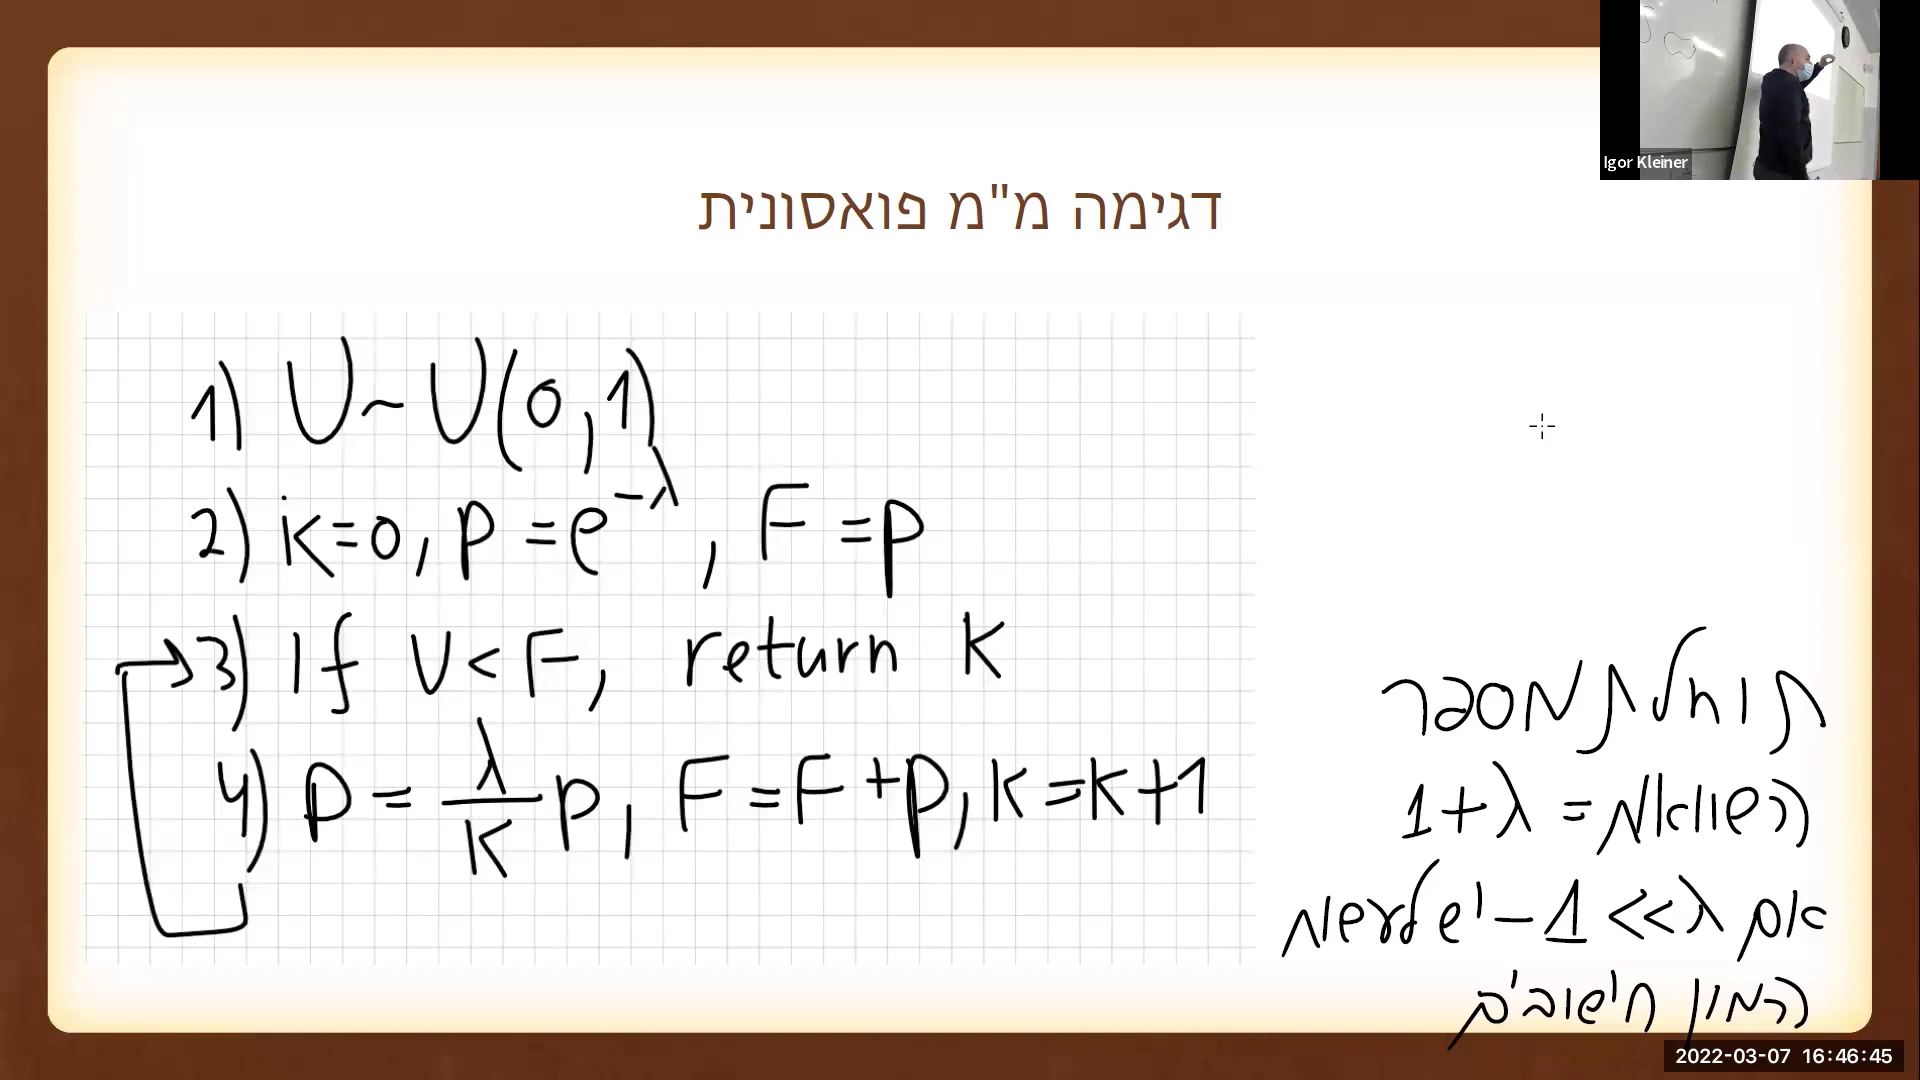 Igor Kleiner
דגימה מ"מ פואסונית
1) U~U(0,1)
2) k=0, p=e^-λ, F=p
3) If U<F, return k
4) p = λ/k p, F=F+p, k=k+1
תוחלת מספר
השוואות = λ+1
אם λ >> 1 - יש לעשות
המון חישובים
2022-03-07 16:46:45